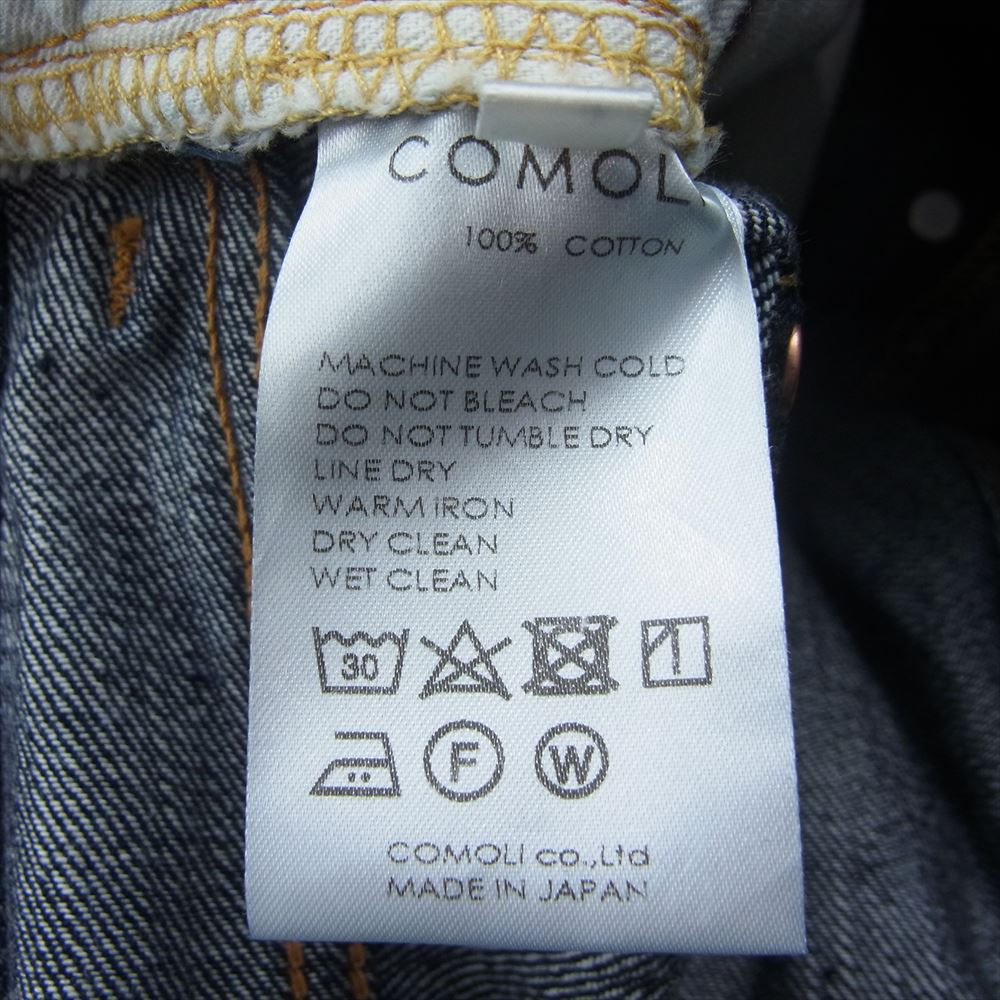 COMOLI
100% COTTON
MACHINE WASH COLD
DO NOT BLEACH
DO NOT TUMBLE DRY
LINE DRY
WARM IRON
DRY CLEAN
WET CLEAN
30
F W
COMOLI co.,Ltd
MADE IN JAPAN